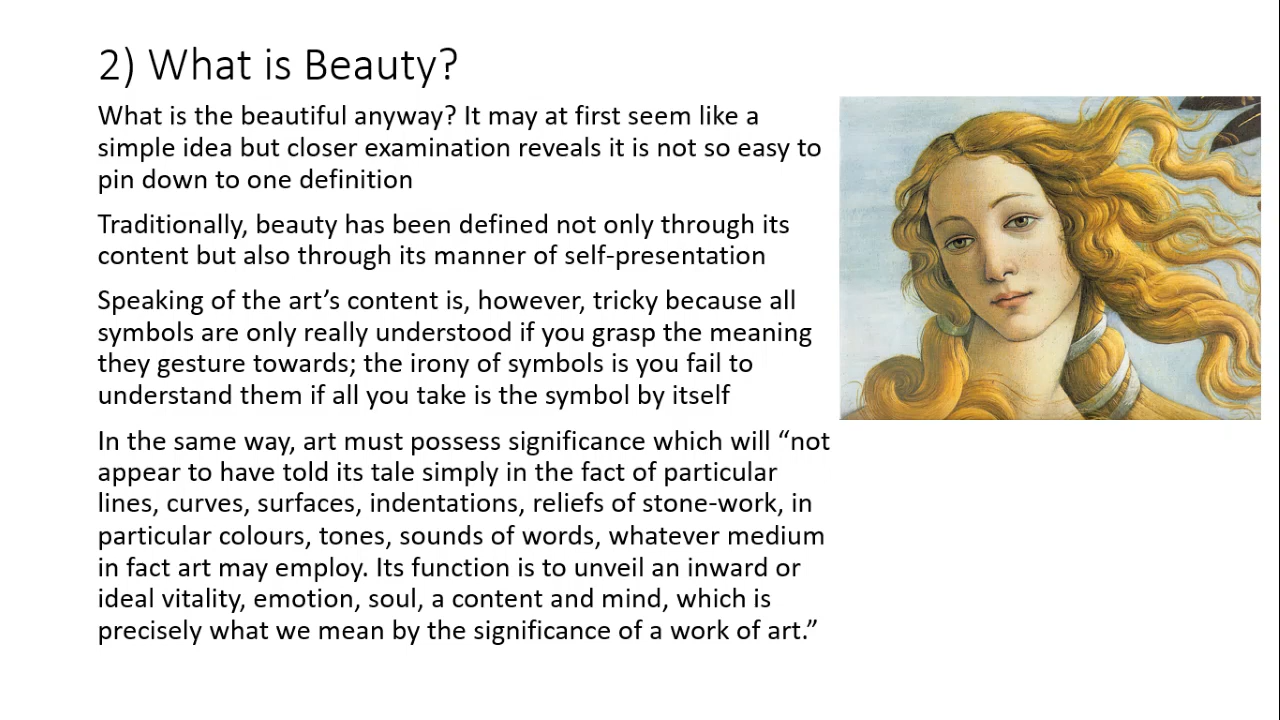 2) What is Beauty?
What is the beautiful anyway? It may at first seem like a
simple idea but closer examination reveals it is not so easy to
pin down to one definition
Traditionally, beauty has been defined not only through its
content but also through its manner of self-presentation
Speaking of the art’s content is, however, tricky because all
symbols are only really understood if you grasp the meaning
they gesture towards; the irony of symbols is you fail to
understand them if all you take is the symbol by itself
In the same way, art must possess significance which will “not
appear to have told its tale simply in the fact of particular
lines, curves, surfaces, indentations, reliefs of stone-work, in
particular colours, tones, sounds of words, whatever medium
in fact art may employ. Its function is to unveil an inward or
ideal vitality, emotion, soul, a content and mind, which is
precisely what we mean by the significance of a work of art.”